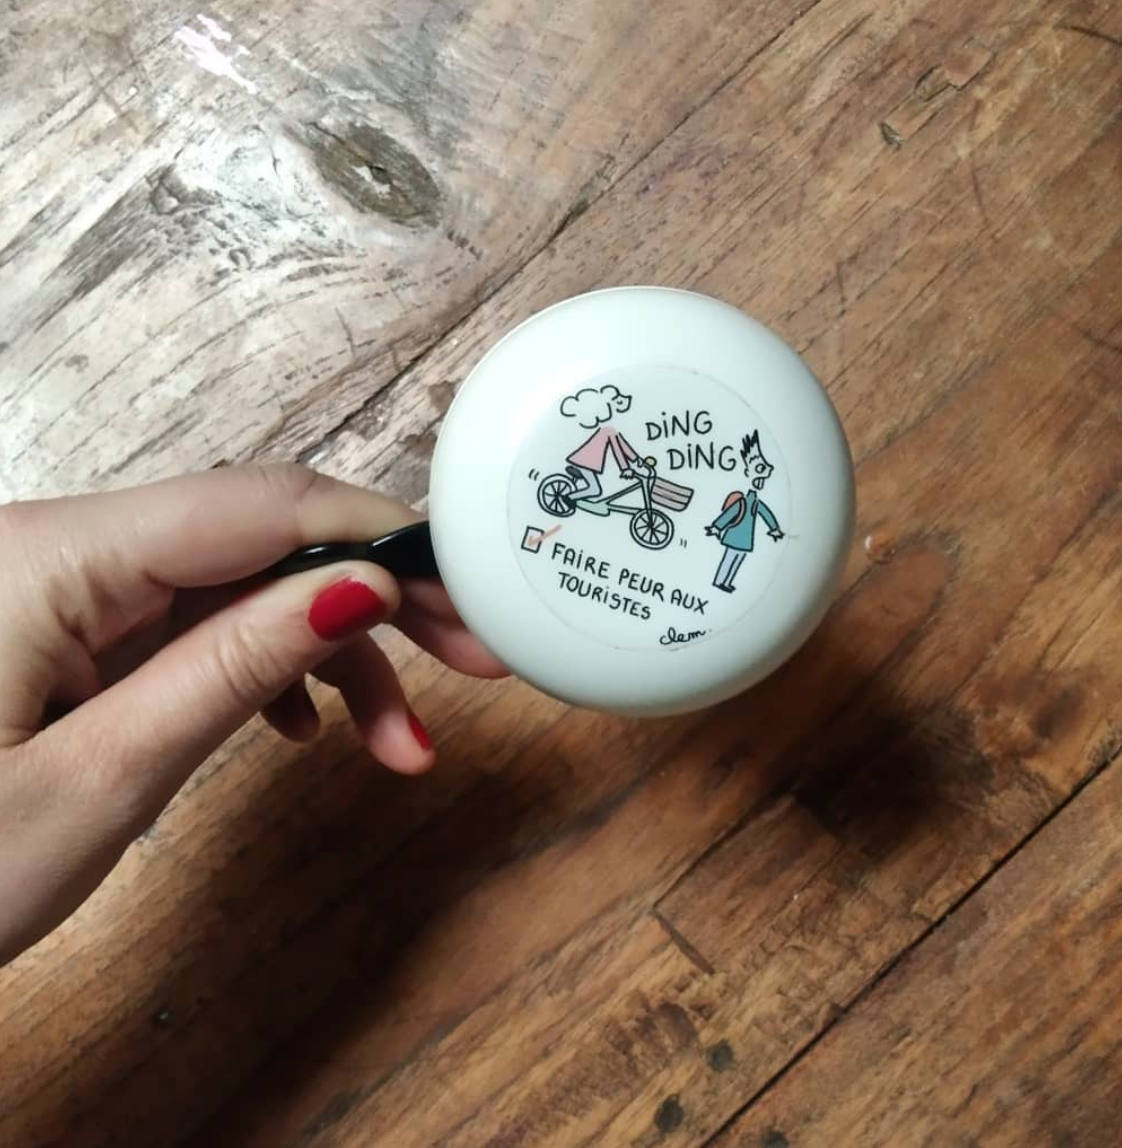 DiNG
DiNG
FAiRE PEUR AUX
TOURiSTES
clem.